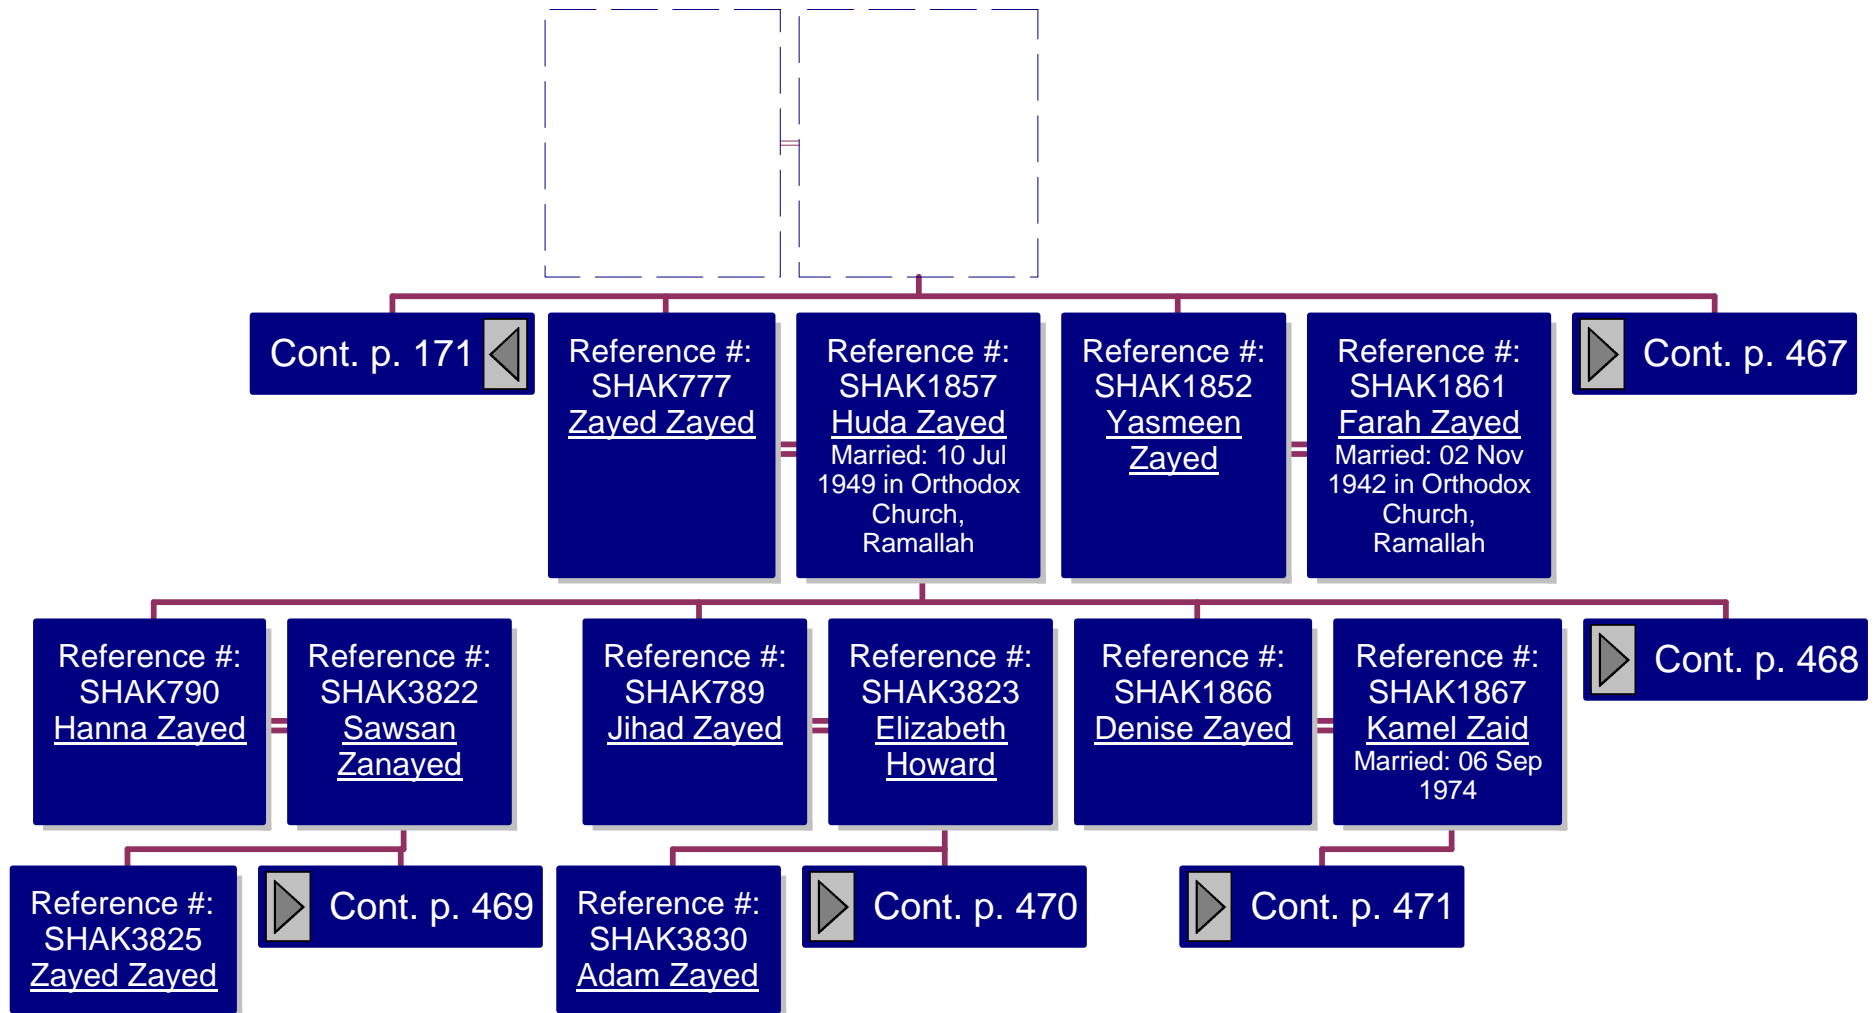 Cont. p. 171
Reference #:
SHAK777
Zayed Zayed
Reference #:
SHAK1857
Huda Zayed
Married: 10 Jul
1949 in Orthodox
Church,
Ramallah
Reference #:
SHAK1852
Yasmeen
Zayed
Reference #:
SHAK1861
Farah Zayed
Married: 02 Nov
1942 in Orthodox
Church,
Ramallah
Cont. p. 467
Reference #:
SHAK790
Hanna Zayed
Reference #:
SHAK3822
Sawsan
Zanayed
Reference #:
SHAK789
Jihad Zayed
Reference #:
SHAK3823
Elizabeth
Howard
Reference #:
SHAK1866
Denise Zayed
Reference #:
SHAK1867
Kamel Zaid
Married: 06 Sep
1974
Cont. p. 468
Reference #:
SHAK3825
Zayed Zayed
Cont. p. 469
Reference #:
SHAK3830
Adam Zayed
Cont. p. 470
Cont. p. 471